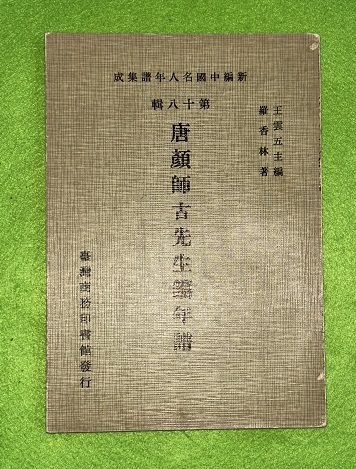 新編中國名人年譜集成
第十八輯
王雲五主編
羅香林著
唐顏師古先生籀年譜
臺灣商務印書館發行